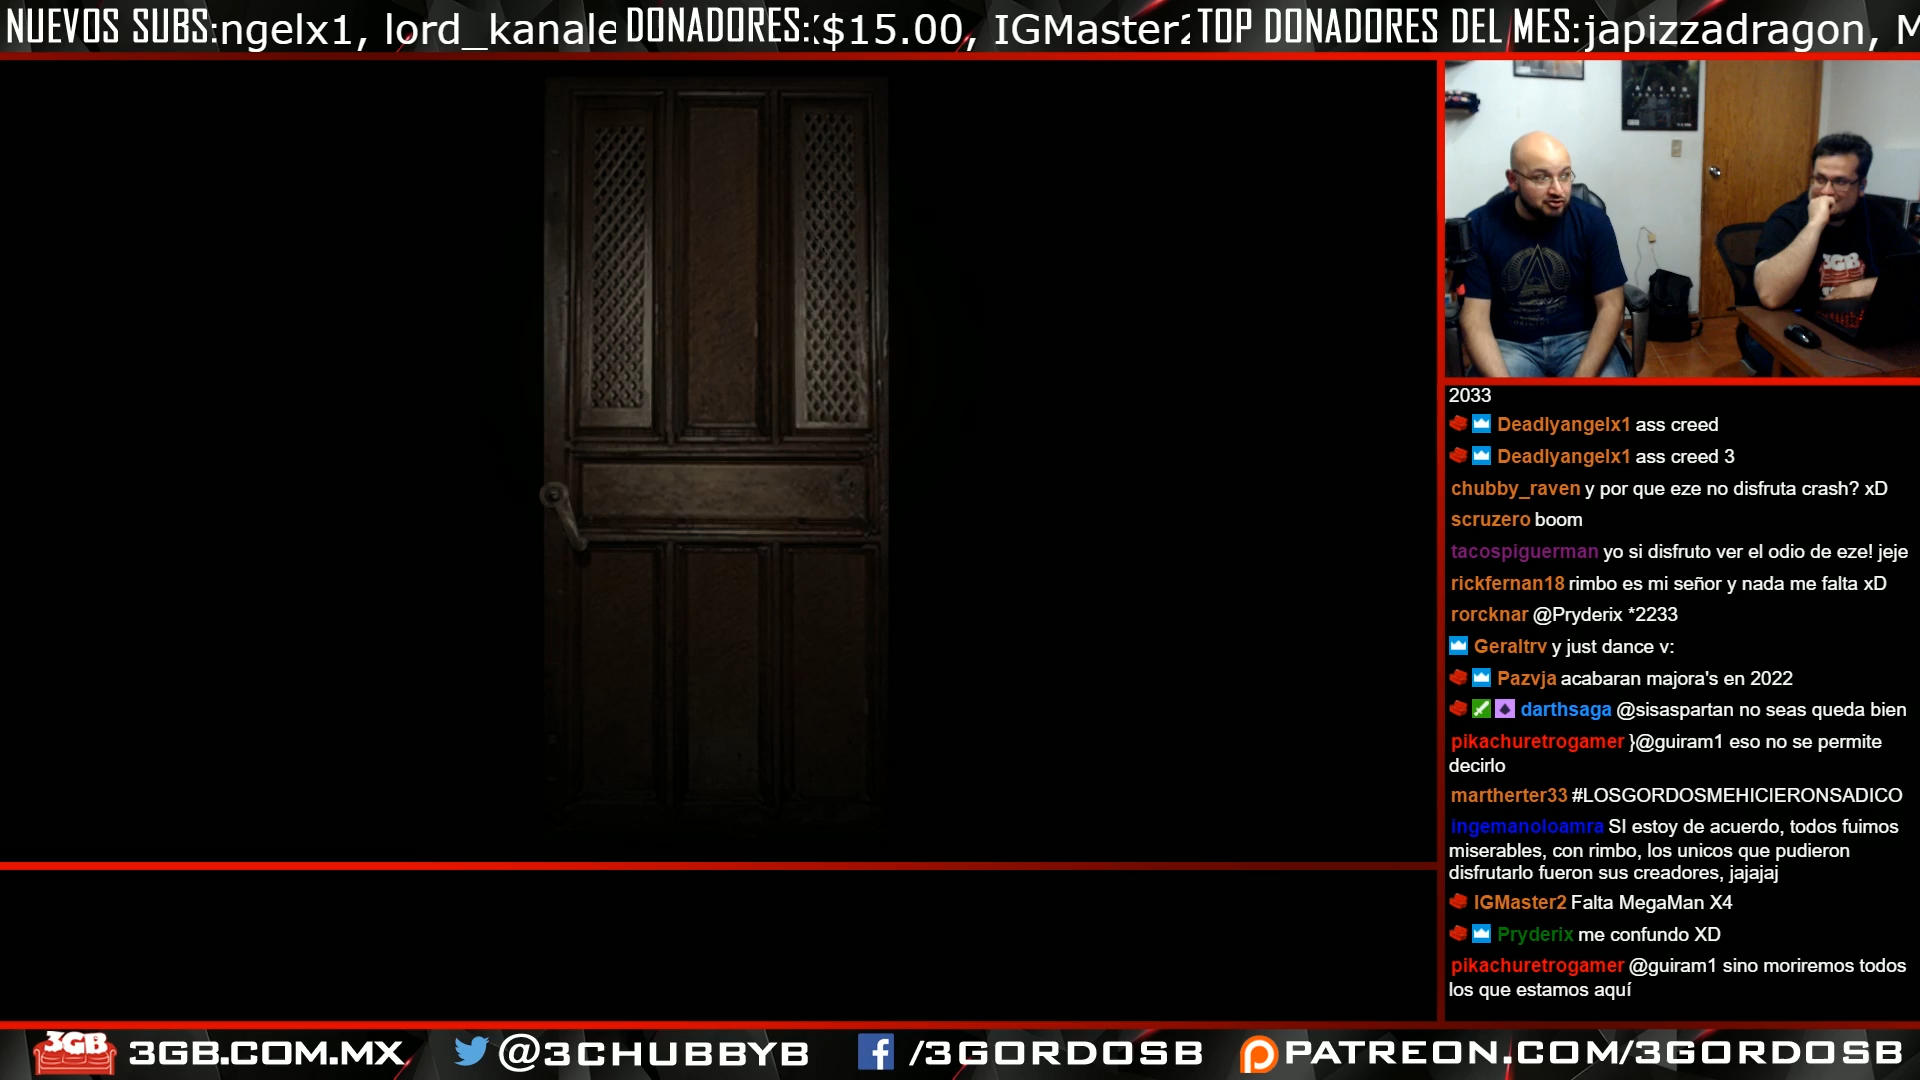 NUEVOS SUBS:ngelx1, lord_kanale DONADORES: $15.00, IGMaster2 TOP DONADORES DEL MES:japizzadragon, M
ALIEN
3GB
2033
Deadlyangelx1 ass creed
Deadlyangelx1 ass creed 3
chubby_raven y por que eze no disfruta crash? xD
scruzero boom
tacospiguerman yo si disfruto ver el odio de eze! jeje
rickfernan18 rimbo es mi señor y nada me falta xD
rorcknar @Pryderix *2233
Geraltrv y just dance v:
Pazvja acabaran majora's en 2022
darthsaga @sisaspartan no seas queda bien
pikachuretrogamer }@guiram1 eso no se permite
decirlo
martherter33 #LOSGORDOSMEHICIERONSADICO
ingemanoloamra SI estoy de acuerdo, todos fuimos
miserables, con rimbo, los unicos que pudieron
disfrutarlo fueron sus creadores, jajajaj
IGMaster2 Falta MegaMan X4
Pryderix me confundo XD
pikachuretrogamer @guiram1 sino moriremos todos
los que estamos aquí
3GB 3GB.COM.MX @3CHUBBYB /3GORDOSB PATREON.COM/3GORDOSB